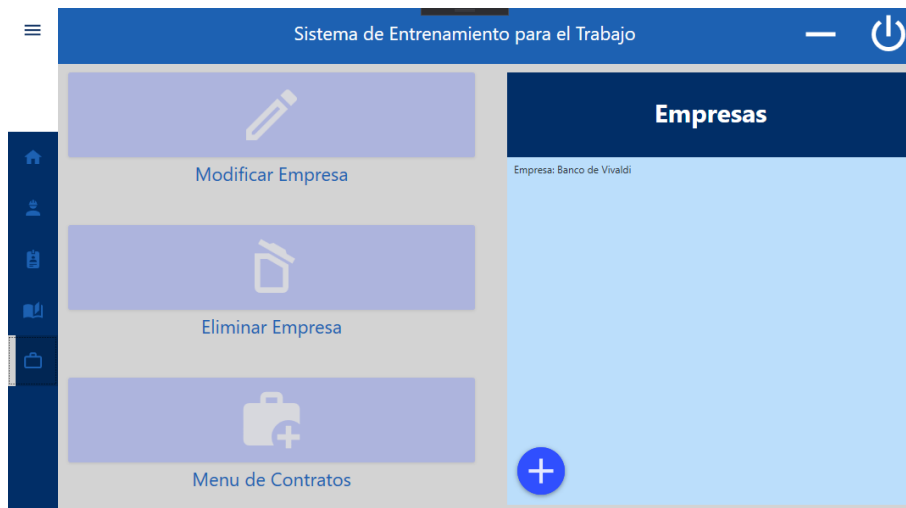 Sistema de Entrenamiento para el Trabajo
Modificar Empresa
Eliminar Empresa
Menu de Contratos
Empresas
Empresa: Banco de Vivaldi